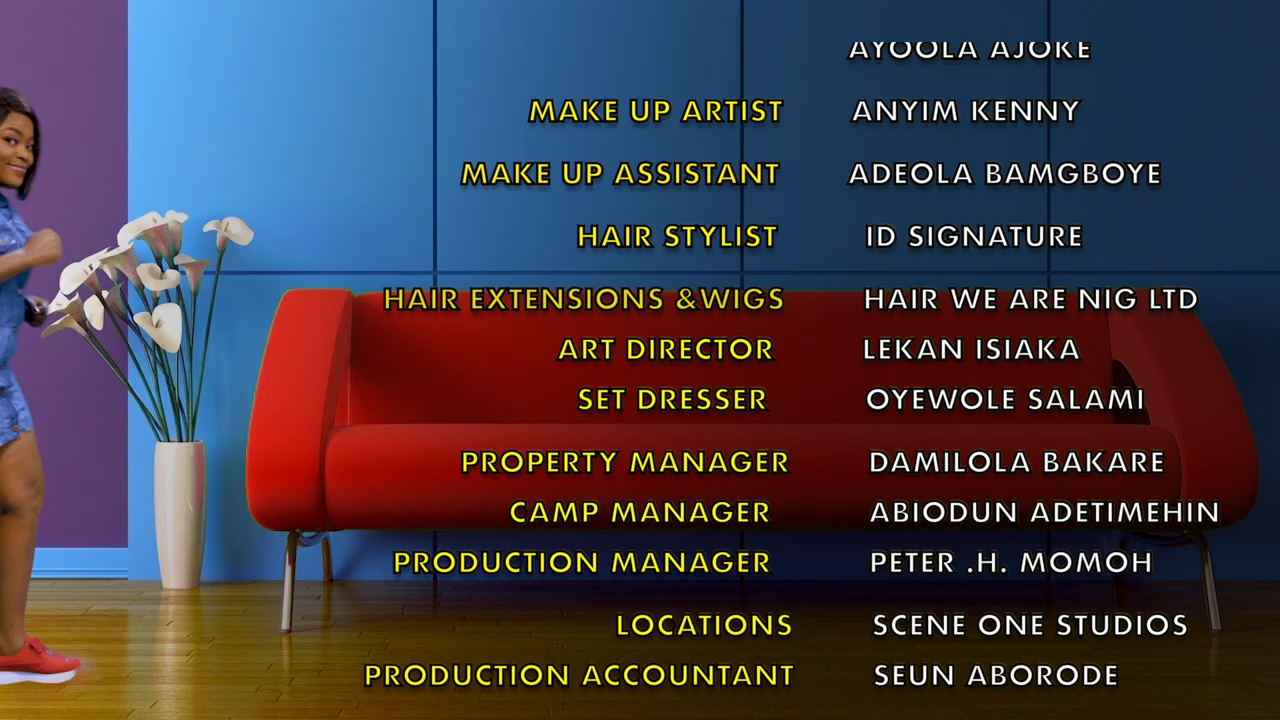 AYOOLA AJOKE
MAKE UP ARTIST ANYIM KENNY
MAKE UP ASSISTANT ADEOLA BAMGBOYE
HAIR STYLIST ID SIGNATURE
HAIR EXTENSIONS &WIGS HAIR WE ARE NIG LTD
ART DIRECTOR LEKAN ISIAKA
SET DRESSER OYEWOLE SALAMI
PROPERTY MANAGER DAMILOLA BAKARE
CAMP MANAGER ABIODUN ADETIMEHIN
PRODUCTION MANAGER PETER .H. MOMOH
LOCATIONS SCENE ONE STUDIOS
PRODUCTION ACCOUNTANT SEUN ABORODE